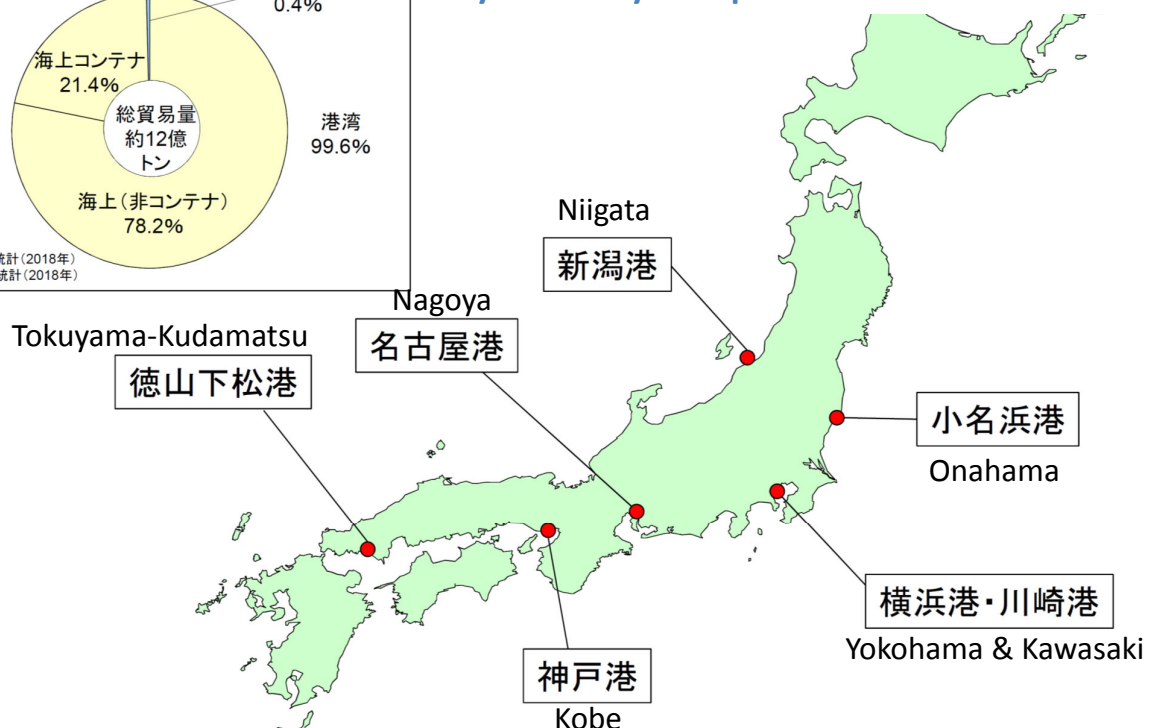 0.4%
海上コンテナ
21.4%
総貿易量
約12億
トン
港湾
99.6%
海上(非コンテナ)
78.2%
統計(2018年)
統計(2018年)
Niigata
新潟港
Nagoya
名古屋港
Tokuyama-Kudamatsu
徳山下松港
小名浜港
Onahama
横浜港・川崎港
Yokohama & Kawasaki
神戸港
Kobe